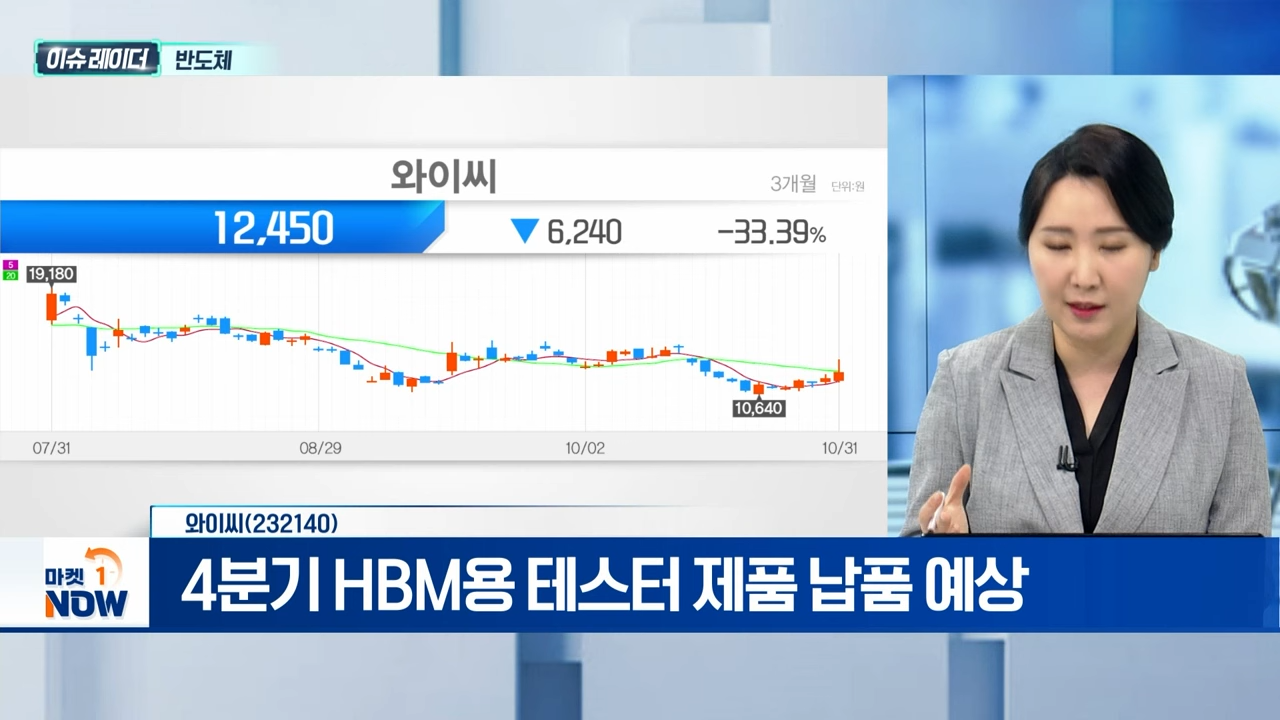 이슈 레이더 반도체
와이씨
3개월 단위:원
12,450 ▼ 6,240 -33.39%
5
20
19,180
10,640
07/31 08/29 10/02 10/31
와이씨(232140)
마켓 1
NOW
4분기 HBM용 테스터 제품 납품 예상